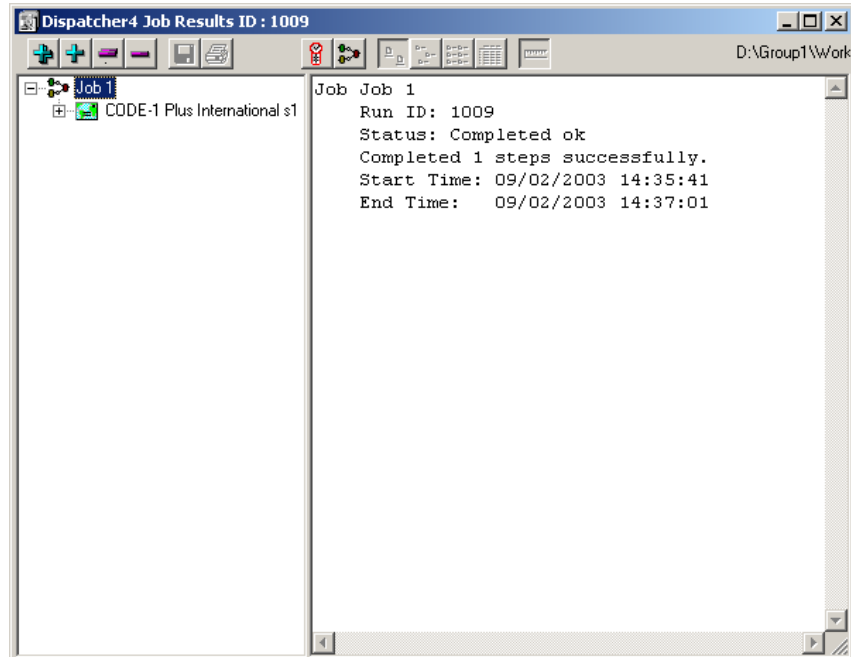 Dispatcher4 Job Results ID : 1009
D:\Group1\Work
Job 1
CODE-1 Plus International s1
Job Job 1
Run ID: 1009
Status: Completed ok
Completed 1 steps successfully.
Start Time: 09/02/2003 14:35:41
End Time:   09/02/2003 14:37:01